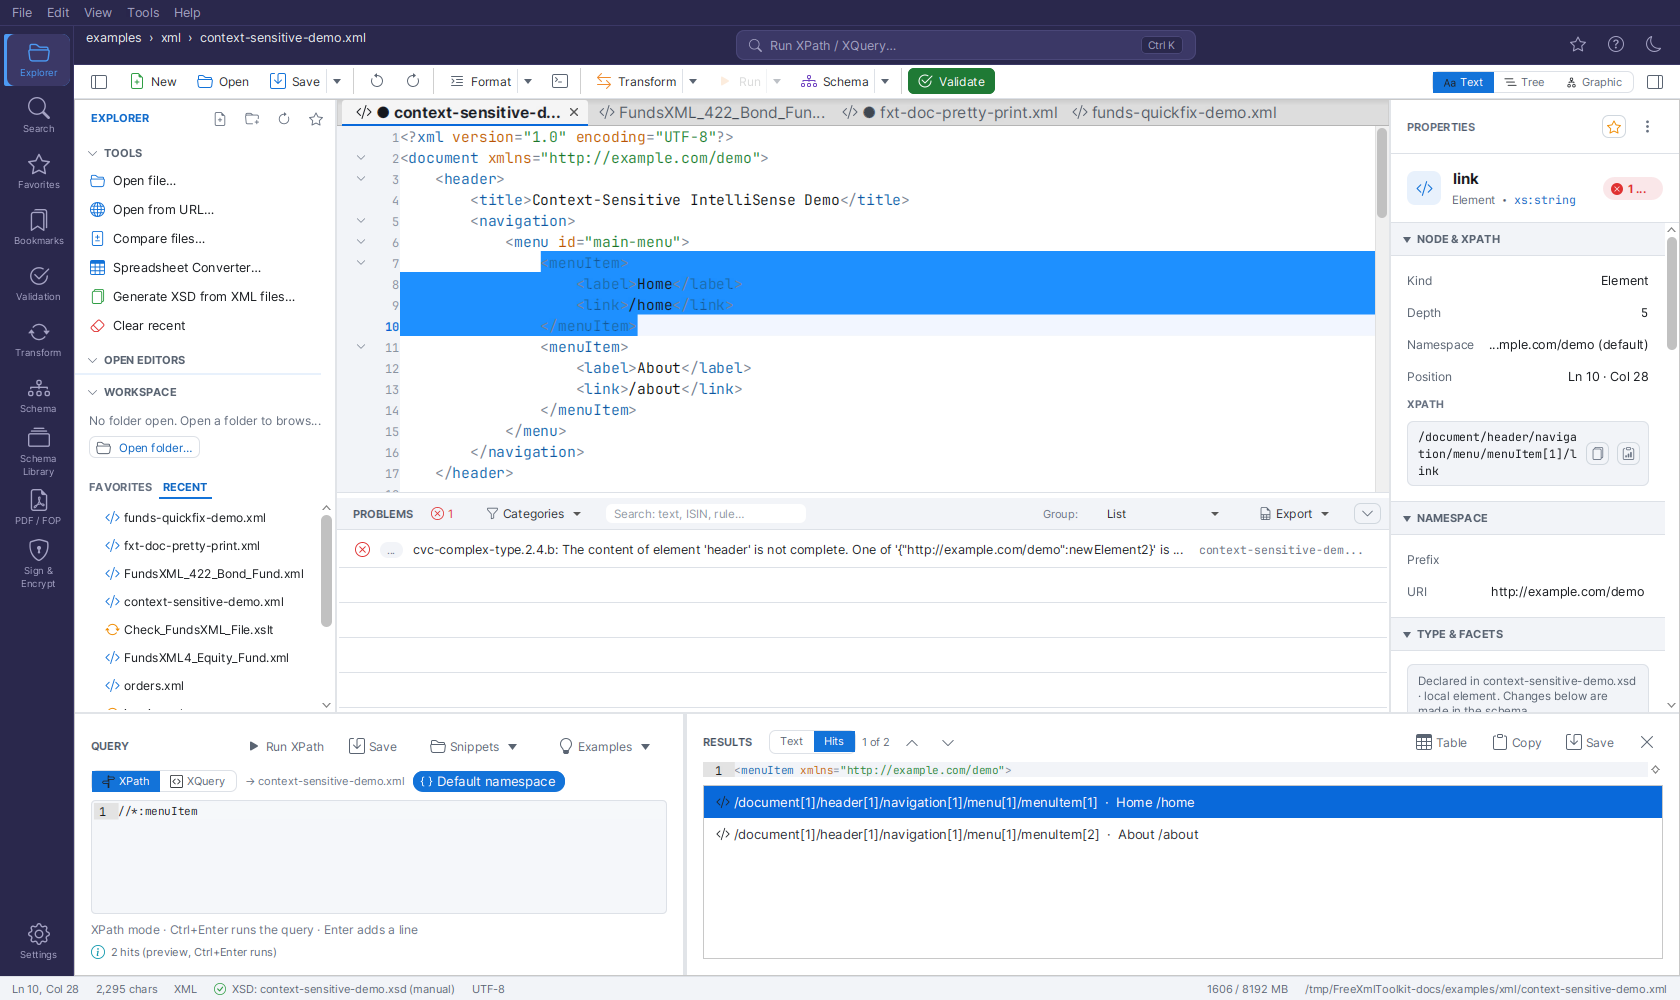 File Edit View Tools Help
examples › xml › context-sensitive-demo.xml
Run XPath / XQuery... Ctrl K
New Open Save Format Transform Run Schema Validate Text Tree Graphic
Explorer
Search
Favorites
Bookmarks
Validation
Transform
Schema
Schema Library
PDF / FOP
Sign & Encrypt
Settings
EXPLORER
TOOLS
Open file...
Open from URL...
Compare files...
Spreadsheet Converter...
Generate XSD from XML files...
Clear recent
OPEN EDITORS
WORKSPACE
No folder open. Open a folder to brows...
Open folder...
FAVORITES RECENT
funds-quickfix-demo.xml
fxt-doc-pretty-print.xml
FundsXML_422_Bond_Fund.xml
context-sensitive-demo.xml
Check_FundsXML_File.xslt
FundsXML4_Equity_Fund.xml
orders.xml
context-sensitive-d... × FundsXML_422_Bond_Fun... fxt-doc-pretty-print.xml funds-quickfix-demo.xml
1 <?xml version="1.0" encoding="UTF-8"?>
2 <document xmlns="http://example.com/demo">
3 <header>
4 <title>Context-Sensitive IntelliSense Demo</title>
5 <navigation>
6 <menu id="main-menu">
7 <menuItem>
8 <label>Home</label>
9 <link>/home</link>
10 </menuItem>
11 <menuItem>
12 <label>About</label>
13 <link>/about</link>
14 </menuItem>
15 </menu>
16 </navigation>
17 </header>
PROBLEMS 1 Categories Search: text, ISIN, rule... Group: List Export
... cvc-complex-type.2.4.b: The content of element 'header' is not complete. One of '{"http://example.com/demo":newElement2}' is ... context-sensitive-dem...
PROPERTIES
link
Element • xs:string
1 ...
NODE & XPATH
Kind Element
Depth 5
Namespace ...mple.com/demo (default)
Position Ln 10 · Col 28
XPATH
/document/header/naviga
tion/menu/menuItem[1]/l
ink
NAMESPACE
Prefix
URI http://example.com/demo
TYPE & FACETS
Declared in context-sensitive-demo.xsd
· local element. Changes below are
made in the schema
QUERY Run XPath Save Snippets Examples
XPath XQuery → context-sensitive-demo.xml { } Default namespace
1 //*:menuItem
XPath mode · Ctrl+Enter runs the query · Enter adds a line
2 hits (preview, Ctrl+Enter runs)
RESULTS Text Hits 1 of 2 Table Copy Save
1 <menuItem xmlns="http://example.com/demo">
/document[1]/header[1]/navigation[1]/menu[1]/menuItem[1] · Home /home
/document[1]/header[1]/navigation[1]/menu[1]/menuItem[2] · About /about
Ln 10, Col 28 2,295 chars XML XSD: context-sensitive-demo.xsd (manual) UTF-8 1606 / 8192 MB /tmp/FreeXmlToolkit-docs/examples/xml/context-sensitive-demo.xml